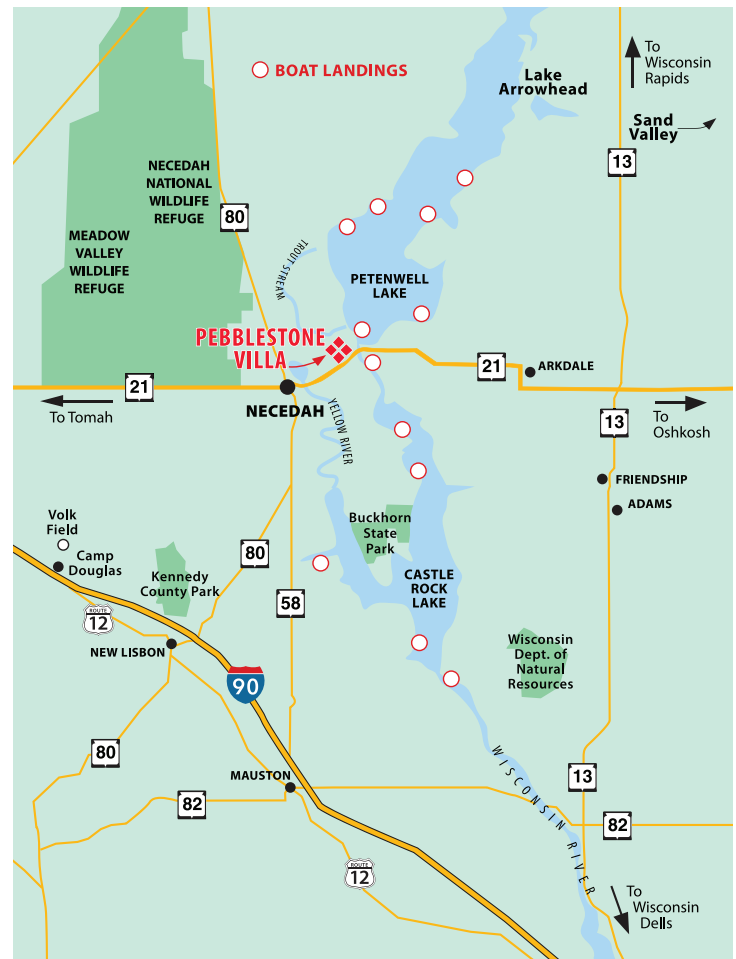 BOAT LANDINGS
Lake
Arrowhead
To
Wisconsin
Rapids
Sand
Valley
13
NECEDAH
NATIONAL
WILDLIFE
REFUGE
80
MEADOW
VALLEY
WILDLIFE
REFUGE
TROUT STREAM
PETENWELL
LAKE
PEBBLESTONE
VILLA
21
ARKDALE
21
To Tomah
NECEDAH
YELLOW RIVER
13
To
Oshkosh
FRIENDSHIP
ADAMS
Volk
Field
Camp
Douglas
Buckhorn
State
Park
80
Kennedy
County Park
CASTLE
ROCK
LAKE
58
ROUTE
12
NEW LISBON
Wisconsin
Dept. of
Natural
Resources
90
80
WISCONSIN RIVER
MAUSTON
13
82
82
ROUTE
12
To
Wisconsin
Dells